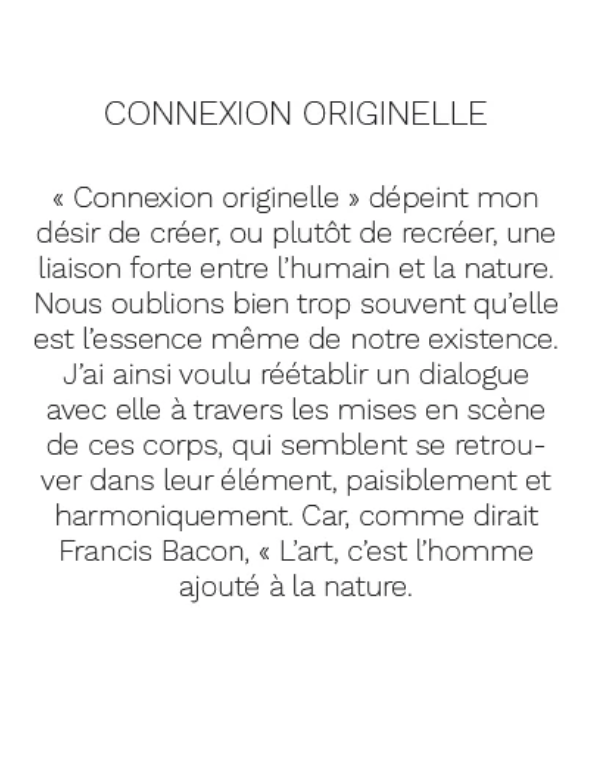 CONNEXION ORIGINELLE
« Connexion originelle » dépeint mon
désir de créer, ou plutôt de recréer, une
liaison forte entre l’humain et la nature.
Nous oublions bien trop souvent qu’elle
est l’essence même de notre existence.
J’ai ainsi voulu réétablir un dialogue
avec elle à travers les mises en scène
de ces corps, qui semblent se retrou-
ver dans leur élément, paisiblement et
harmoniquement. Car, comme dirait
Francis Bacon, « L’art, c’est l’homme
ajouté à la nature.